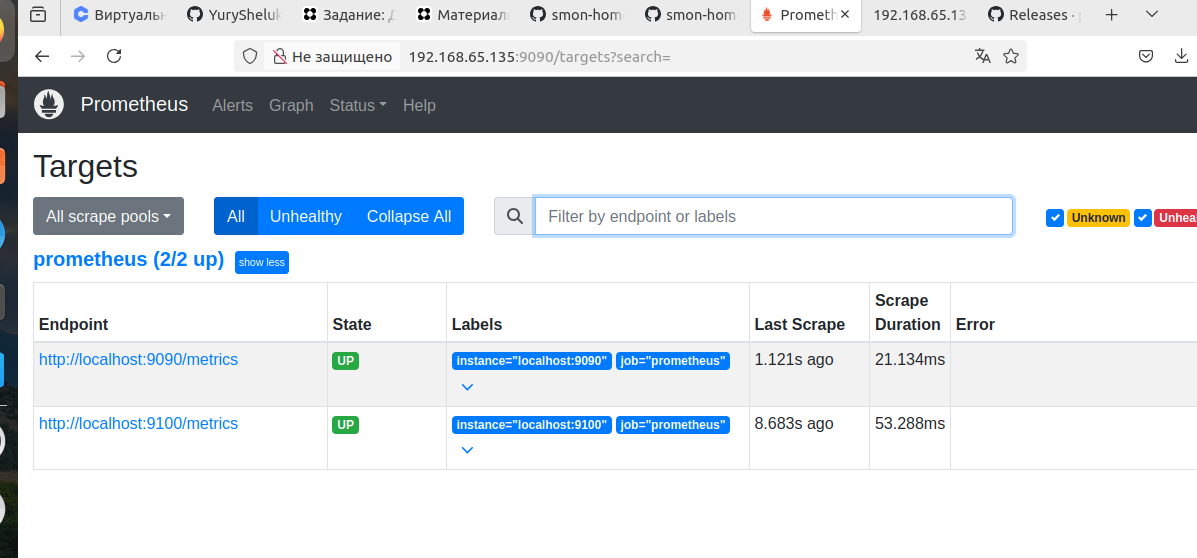 Виртуальн YurySheluk Задание: Д Материал smon-hom smon-hom Prometh 192.168.65.13 Releases ·
Не защищено 192.168.65.135:9090/targets?search=
Prometheus Alerts Graph Status Help
Targets
All scrape pools All Unhealthy Collapse All Filter by endpoint or labels Unknown Unheal
prometheus (2/2 up) show less
Endpoint State Labels Last Scrape Scrape Duration Error
http://localhost:9090/metrics UP instance="localhost:9090" job="prometheus" 1.121s ago 21.134ms
http://localhost:9100/metrics UP instance="localhost:9100" job="prometheus" 8.683s ago 53.288ms